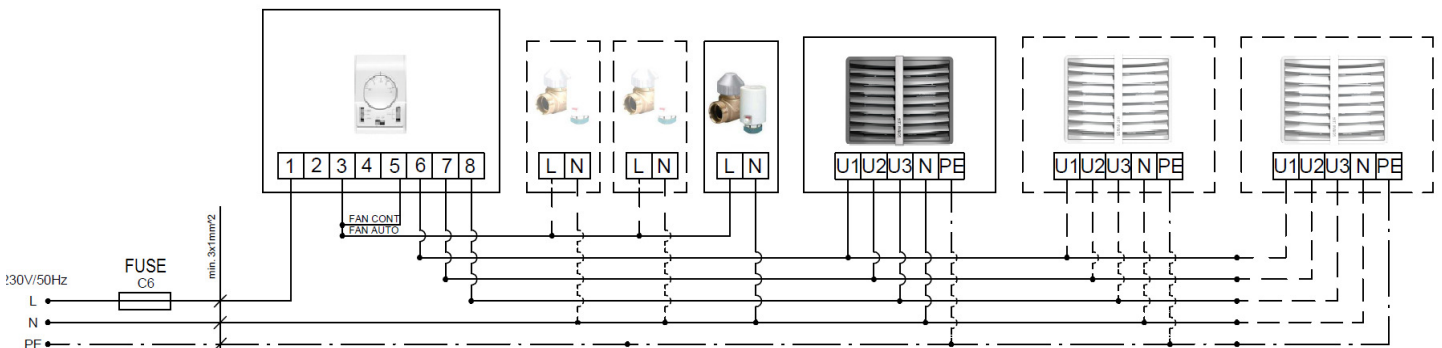 1 2 3 4 5 6 7 8
L N
L N
L N
U1 U2 U3 N PE
U1 U2 U3 N PE
U1 U2 U3 N PE
FAN CONT
FAN AUTO
min. 3x1mm^2
FUSE
C6
230V/50Hz
L
N
PE